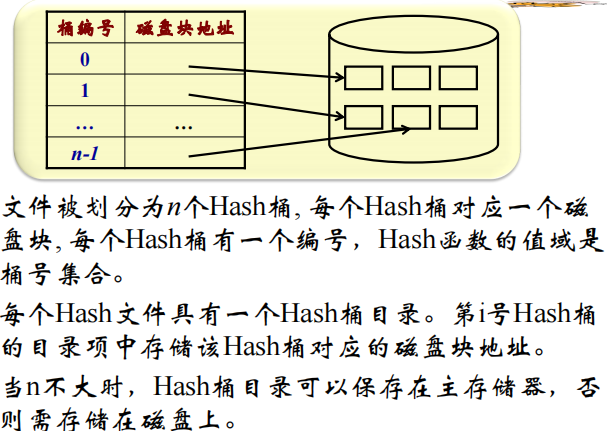 桶编号 磁盘块地址
0
1
… …
n-1
文件被划分为n个Hash桶, 每个Hash桶对应一个磁
盘块, 每个Hash桶有一个编号，Hash函数的值域是
桶号集合。
每个Hash文件具有一个Hash桶目录。第i号Hash桶
的目录项中存储该Hash桶对应的磁盘块地址。
当n不大时，Hash桶目录可以保存在主存储器，否
则需存储在磁盘上。